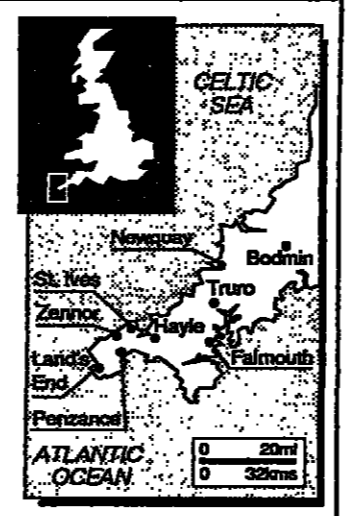 CELTIC
SEA
Newquay
Bodmin
St. Ives
Truro
Zennor
Hayle
Land's
End
Falmouth
Penzance
ATLANTIC
OCEAN
0 20ml
0 32kms